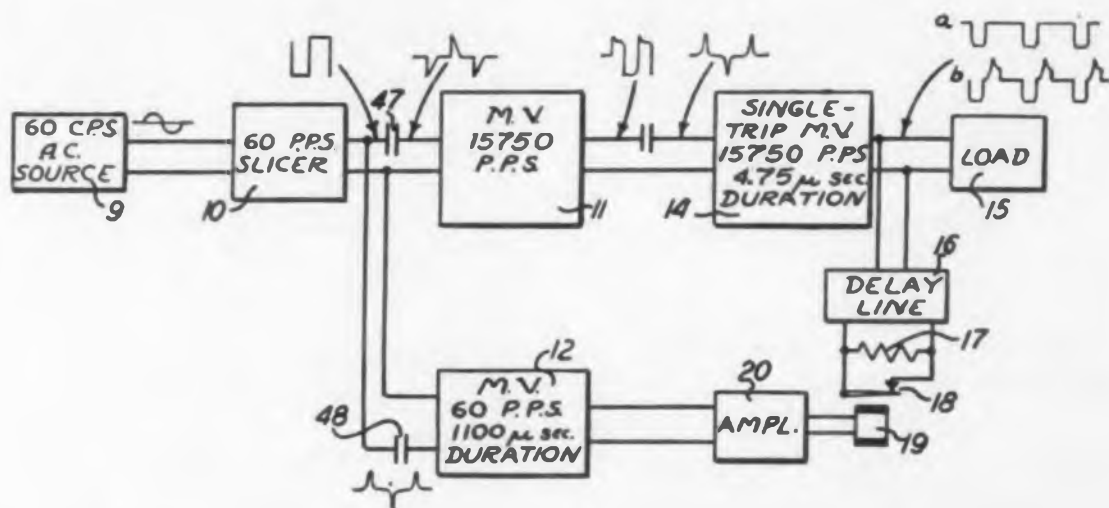 60 C.P.S
A.C.
SOURCE
9
60 P.P.S.
SLICER
10
47
M. V.
15750
P.P.S.
11
SINGLE-
TRIP M.V.
15750 P.P.S
4.75 μ sec.
DURATION
14
a
b
LOAD
15
16
DELAY
LINE
17
18
12
M. V.
60 P.P.S.
1100 μ sec.
DURATION
48
20
AMPL.
19